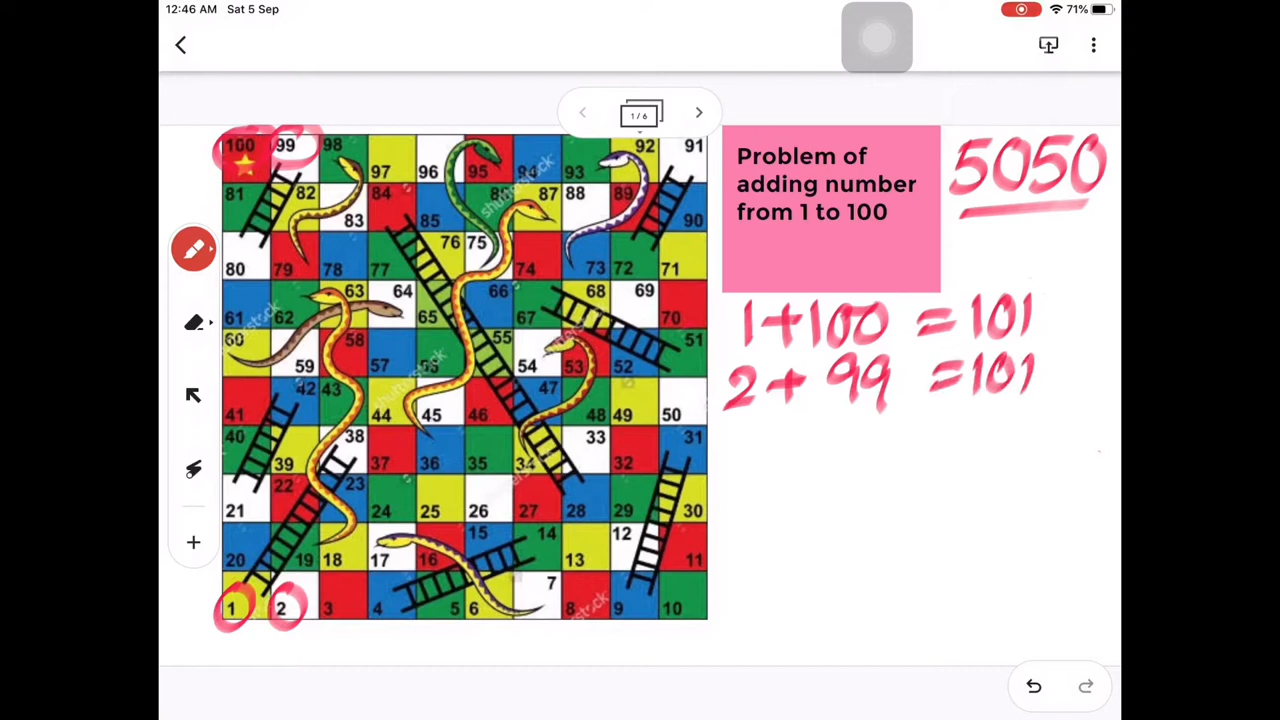 12:46 AM Sat 5 Sep
71%
1/6
100 99 98 97 96 95 94 93 92 91
81 82 83 84 85 86 87 88 89 90
80 79 78 77 76 75 74 73 72 71
61 62 63 64 65 66 67 68 69 70
60 59 58 57 55 54 53 52 51
41 42 43 44 45 46 47 48 49 50
40 39 38 37 36 35 34 33 32 31
21 22 23 24 25 26 27 28 29 30
20 19 18 17 16 15 14 13 12 11
1 2 3 4 5 6 7 8 9 10
shutterstock
Problem of
adding number
from 1 to 100
5050
1+100 = 101
2+ 99 =101